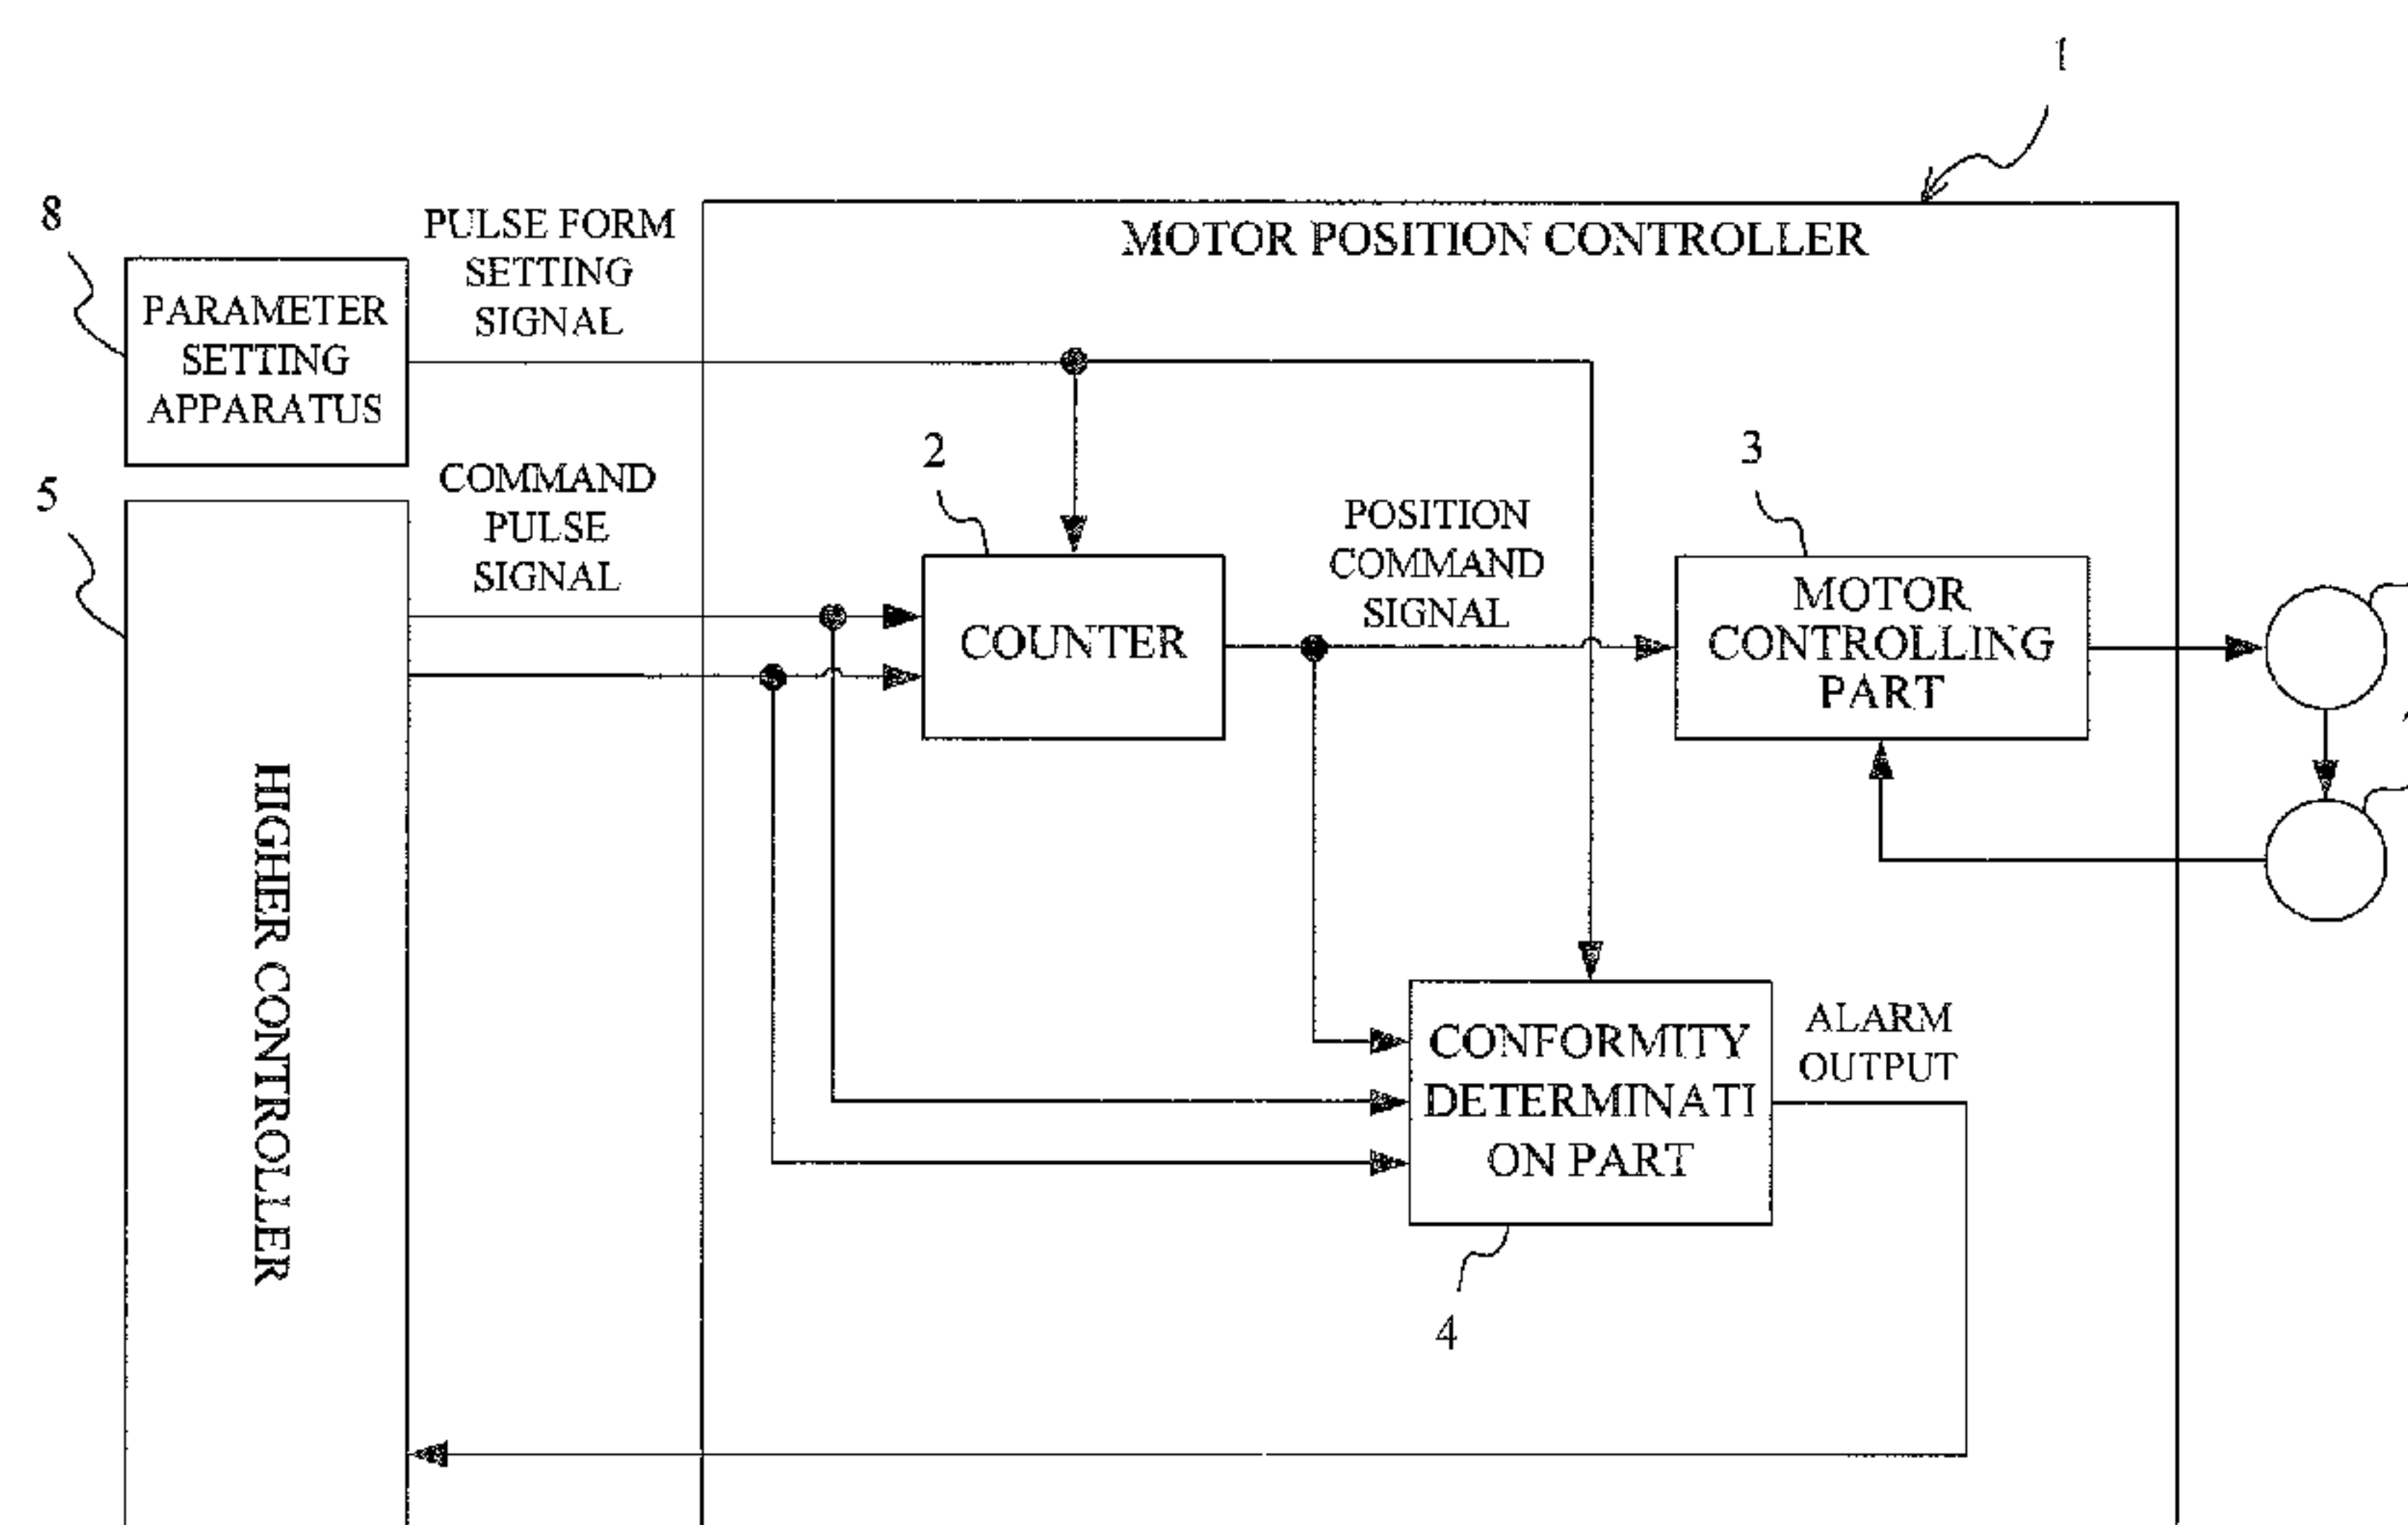 1
8
PULSE FORM
SETTING
SIGNAL
MOTOR POSITION CONTROLLER
PARAMETER
SETTING
APPARATUS
5
COMMAND
PULSE
SIGNAL
2
COUNTER
POSITION
COMMAND
SIGNAL
3
MOTOR
CONTROLLING
PART
HIGHER CONTROLLER
CONFORMITY
DETERMINATI
ON PART
ALARM
OUTPUT
4